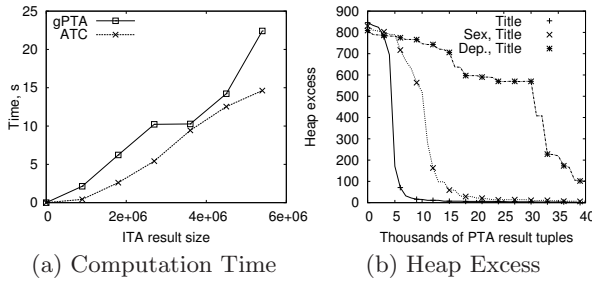 25
20
15
10
5
0
0
2e+06
4e+06
6e+06
Time, s
ITA result size
gPTA
ATC
(a) Computation Time
900
800
700
600
500
400
300
200
100
0
0
5
10
15
20
25
30
35
40
Heap excess
Thousands of PTA result tuples
Title
Sex, Title
Dep., Title
(b) Heap Excess